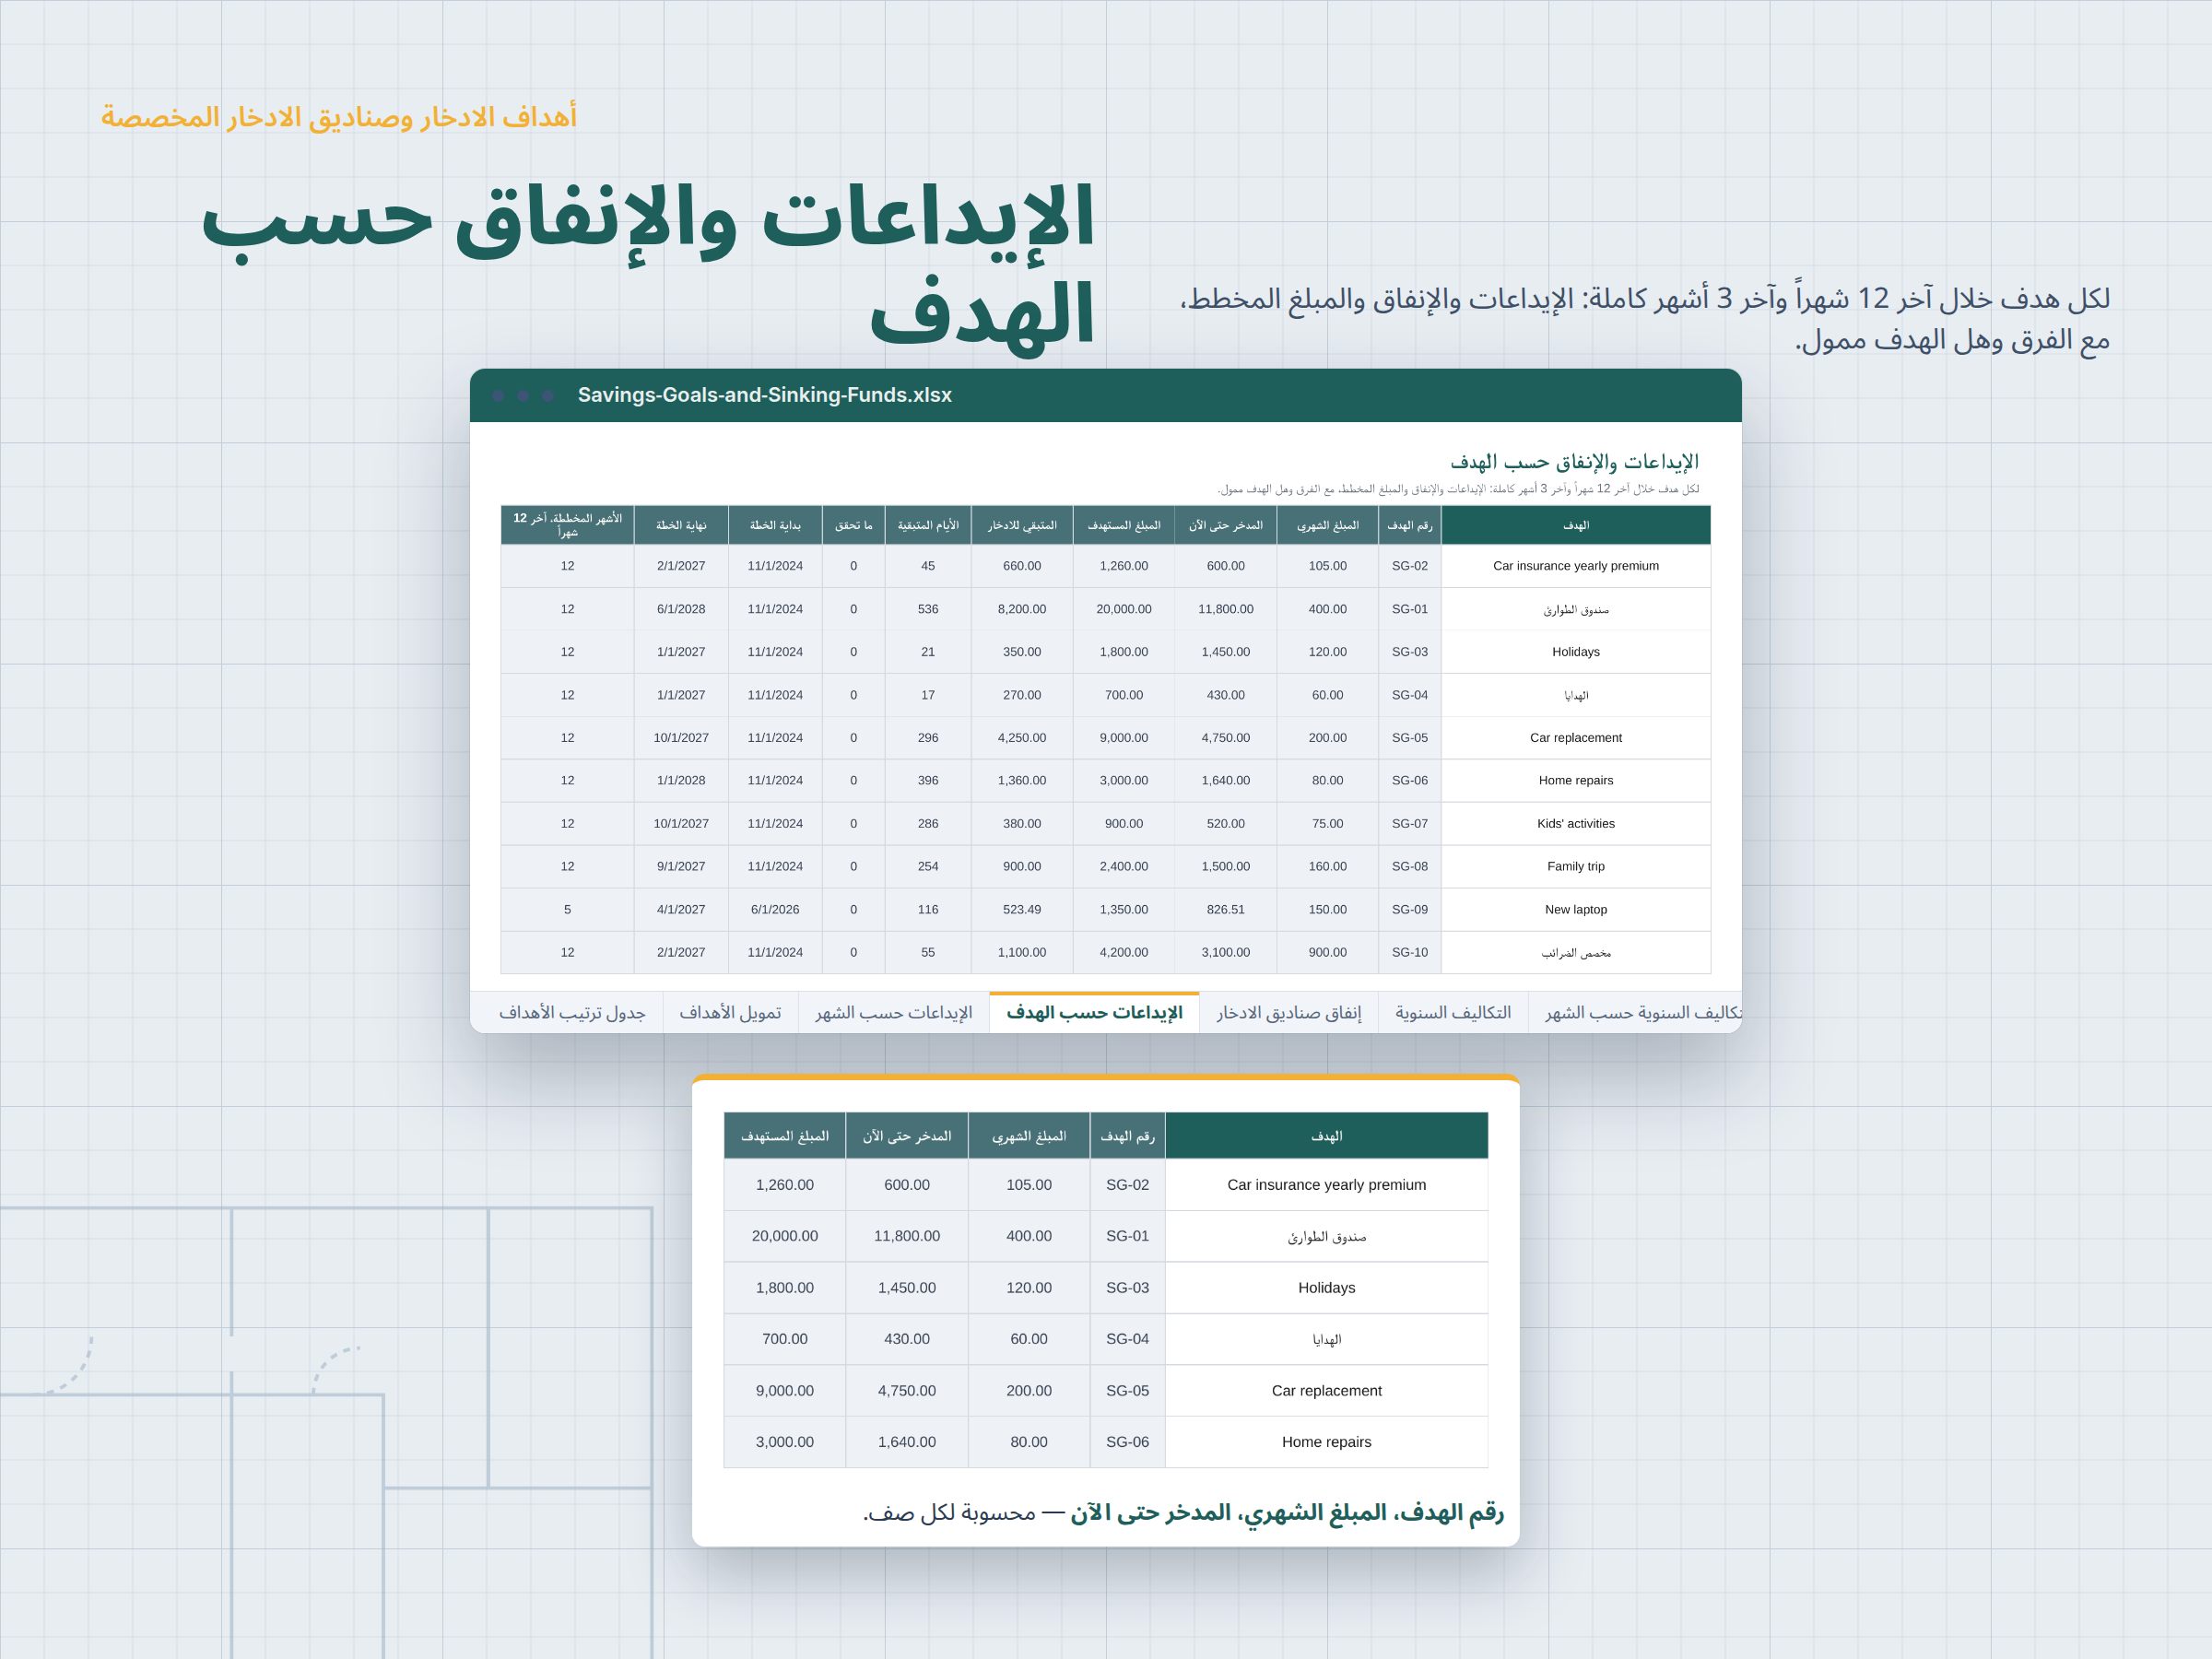 أهداف الادخار وصناديق الادخار المخصصة
الإيداعات والإنفاق حسب
الهدف
لكل هدف خلال آخر 12 شهراً وآخر 3 أشهر كاملة: الإيداعات والإنفاق والمبلغ المخطط،
مع الفرق وهل الهدف ممول.
Savings-Goals-and-Sinking-Funds.xlsx
الإيداعات والإنفاق حسب الهدف
لكل هدف خلال آخر 12 شهراً وآخر 3 أشهر كاملة: الإيداعات والإنفاق والمبلغ المخطط، مع الفرق وهل الهدف ممول.
الهدف رقم الهدف المبلغ الشهري المدخر حتى الآن المبلغ المستهدف المتبقي للادخار الأيام المتبقية ما تحقق بداية الخطة نهاية الخطة الأشهر المخططة، آخر 12 شهراً
Car insurance yearly premium SG-02 105.00 600.00 1,260.00 660.00 45 0 11/1/2024 2/1/2027 12
صندوق الطوارئ SG-01 400.00 11,800.00 20,000.00 8,200.00 536 0 11/1/2024 6/1/2028 12
Holidays SG-03 120.00 1,450.00 1,800.00 350.00 21 0 11/1/2024 1/1/2027 12
الهدايا SG-04 60.00 430.00 700.00 270.00 17 0 11/1/2024 1/1/2027 12
Car replacement SG-05 200.00 4,750.00 9,000.00 4,250.00 296 0 11/1/2024 10/1/2027 12
Home repairs SG-06 80.00 1,640.00 3,000.00 1,360.00 396 0 11/1/2024 1/1/2028 12
Kids' activities SG-07 75.00 520.00 900.00 380.00 286 0 11/1/2024 10/1/2027 12
Family trip SG-08 160.00 1,500.00 2,400.00 900.00 254 0 11/1/2024 9/1/2027 12
New laptop SG-09 150.00 826.51 1,350.00 523.49 116 0 6/1/2026 4/1/2027 5
مخصص الضرائب SG-10 900.00 3,100.00 4,200.00 1,100.00 55 0 11/1/2024 2/1/2027 12
تكاليف السنوية حسب الشهر التكاليف السنوية إنفاق صناديق الادخار الإيداعات حسب الهدف الإيداعات حسب الشهر تمويل الأهداف جدول ترتيب الأهداف
الهدف رقم الهدف المبلغ الشهري المدخر حتى الآن المبلغ المستهدف
Car insurance yearly premium SG-02 105.00 600.00 1,260.00
صندوق الطوارئ SG-01 400.00 11,800.00 20,000.00
Holidays SG-03 120.00 1,450.00 1,800.00
الهدايا SG-04 60.00 430.00 700.00
Car replacement SG-05 200.00 4,750.00 9,000.00
Home repairs SG-06 80.00 1,640.00 3,000.00
رقم الهدف، المبلغ الشهري، المدخر حتى الآن — محسوبة لكل صف.